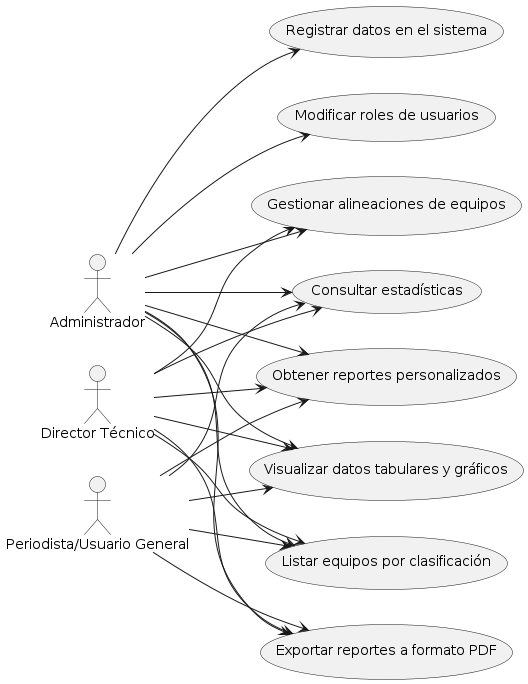 Registrar datos en el sistema
Modificar roles de usuarios
Gestionar alineaciones de equipos
Consultar estadísticas
Administrador
Obtener reportes personalizados
Director Técnico
Visualizar datos tabulares y gráficos
Periodista/Usuario General
Listar equipos por clasificación
Exportar reportes a formato PDF